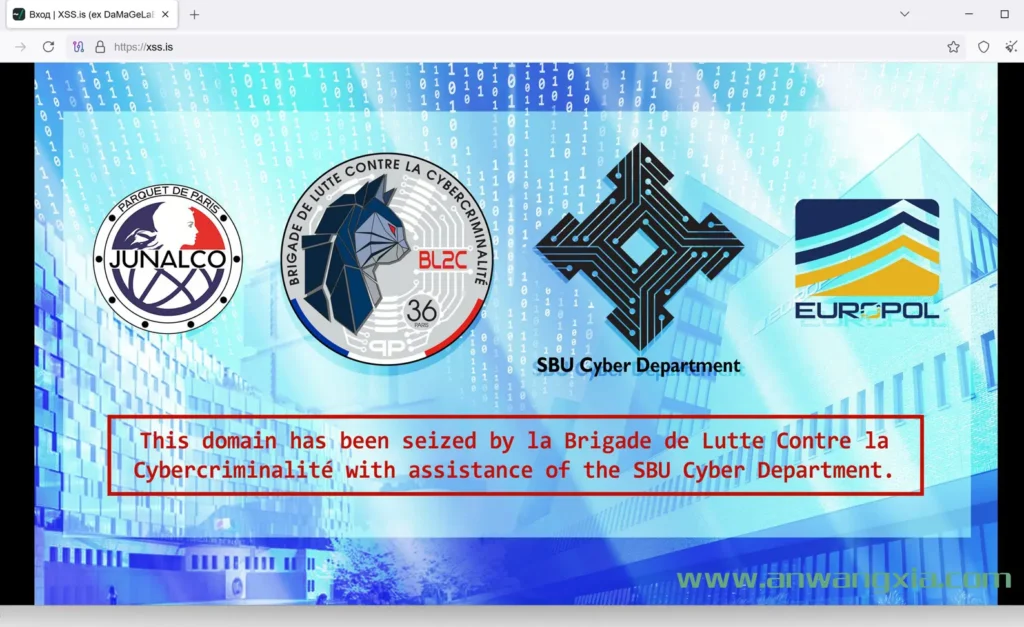 Вход | XSS.is (ex DaMaGeLa
https://xss.is
PARQUET DE PARIS
JUNALCO
BRIGADE DE LUTTE CONTRE LA CYBERCRIMINALITÉ
BL2C
36
PARIS
PP
SBU Cyber Department
EUROPOL
This domain has been seized by la Brigade de Lutte Contre la
Cybercriminalité with assistance of the SBU Cyber Department.
www.anwangxia.com